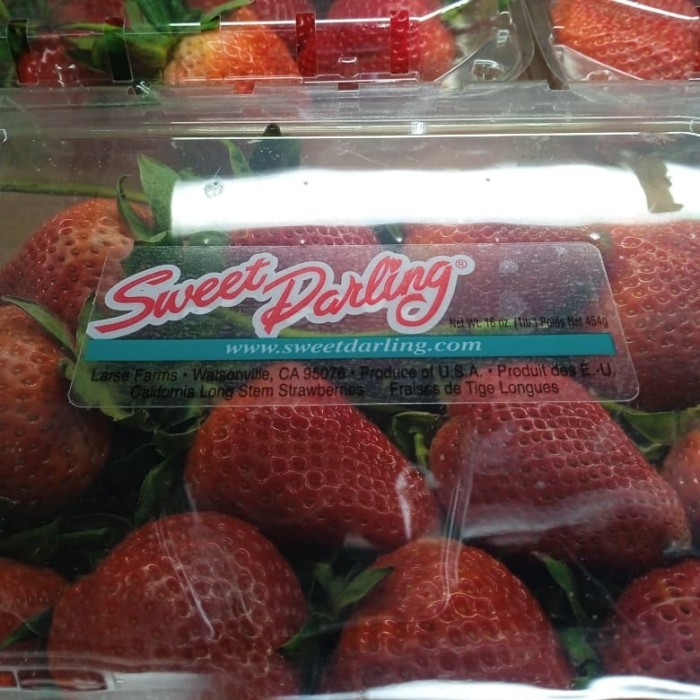 Sweet Darling®
Net Wt. 16 oz. (1lb.) Poids Net 454g
www.sweetdarling.com
Larse Farms • Watsonville, CA 95076 • Produce of U.S.A. • Produit des É.-U.
California Long Stem Strawberries Fraises de Tige Longues